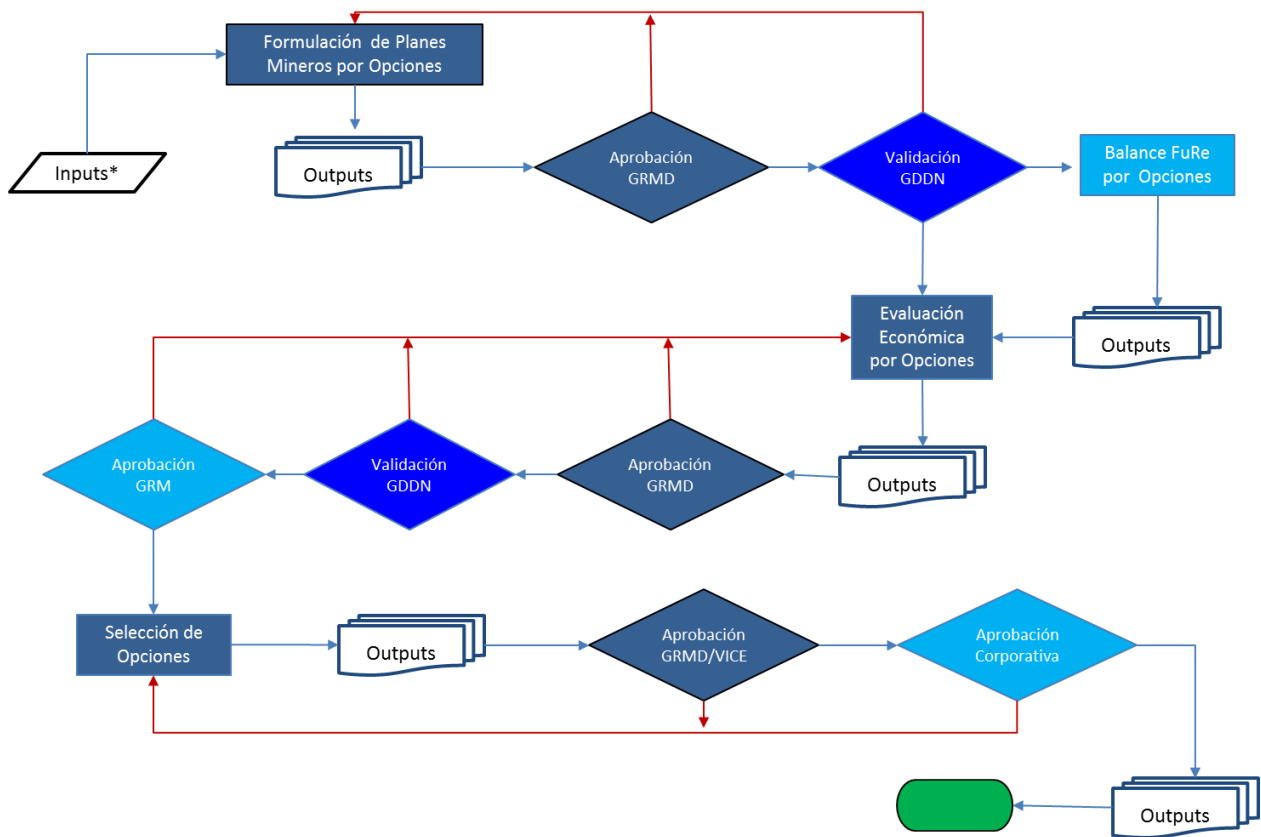 Formulación de Planes
Mineros por Opciones
Inputs*
Outputs
Aprobación
GRMD
Validación
GDDN
Balance FuRe
por Opciones
Evaluación
Económica
por Opciones
Outputs
Aprobación
GRM
Validación
GDDN
Aprobación
GRMD
Outputs
Selección de
Opciones
Outputs
Aprobación
GRMD/VICE
Aprobación
Corporativa
Outputs